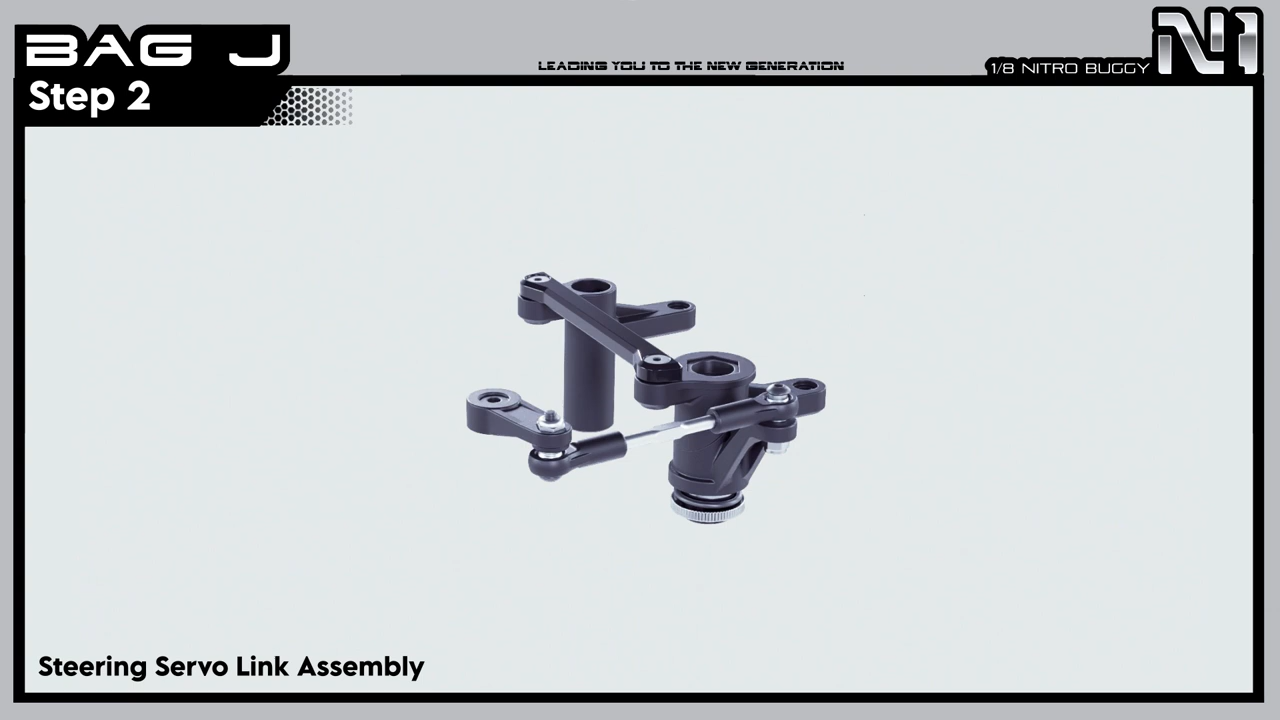 BAG J
Step 2
LEADING YOU TO THE NEW GENERATION
1/8 NITRO BUGGY
N1
Steering Servo Link Assembly